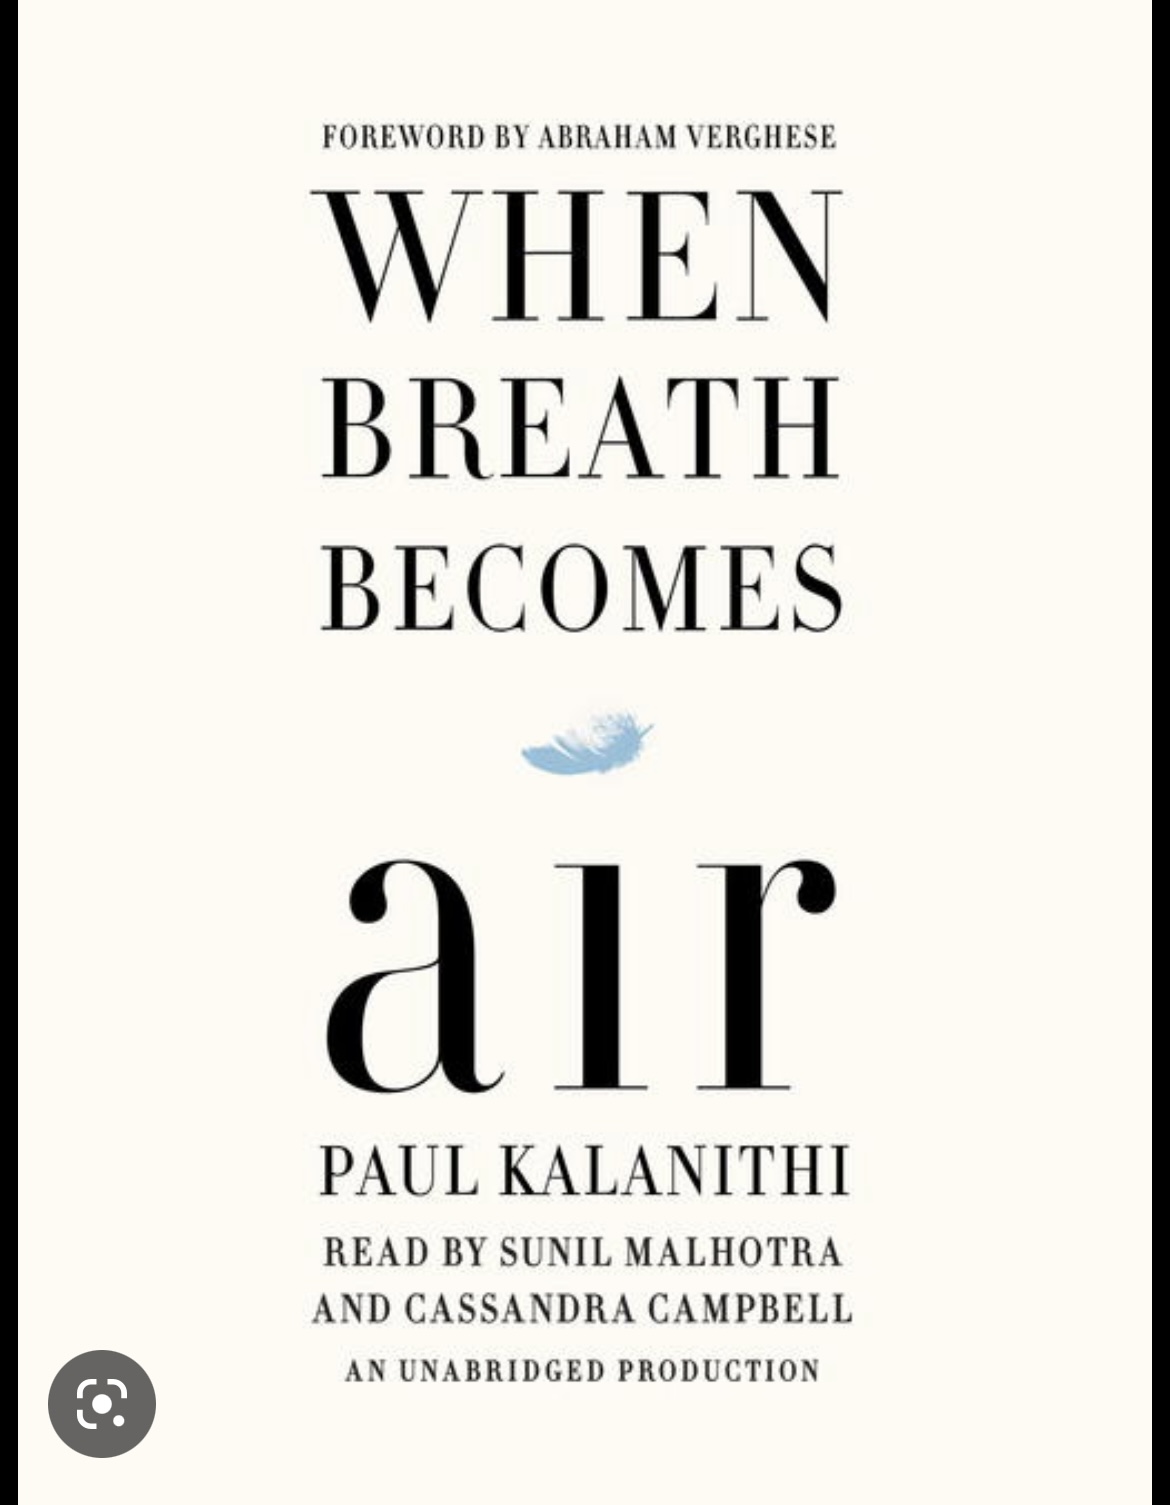 FOREWORD BY ABRAHAM VERGHESE
WHEN
BREATH
BECOMES
air
PAUL KALANITHI
READ BY SUNIL MALHOTRA
AND CASSANDRA CAMPBELL
AN UNABRIDGED PRODUCTION